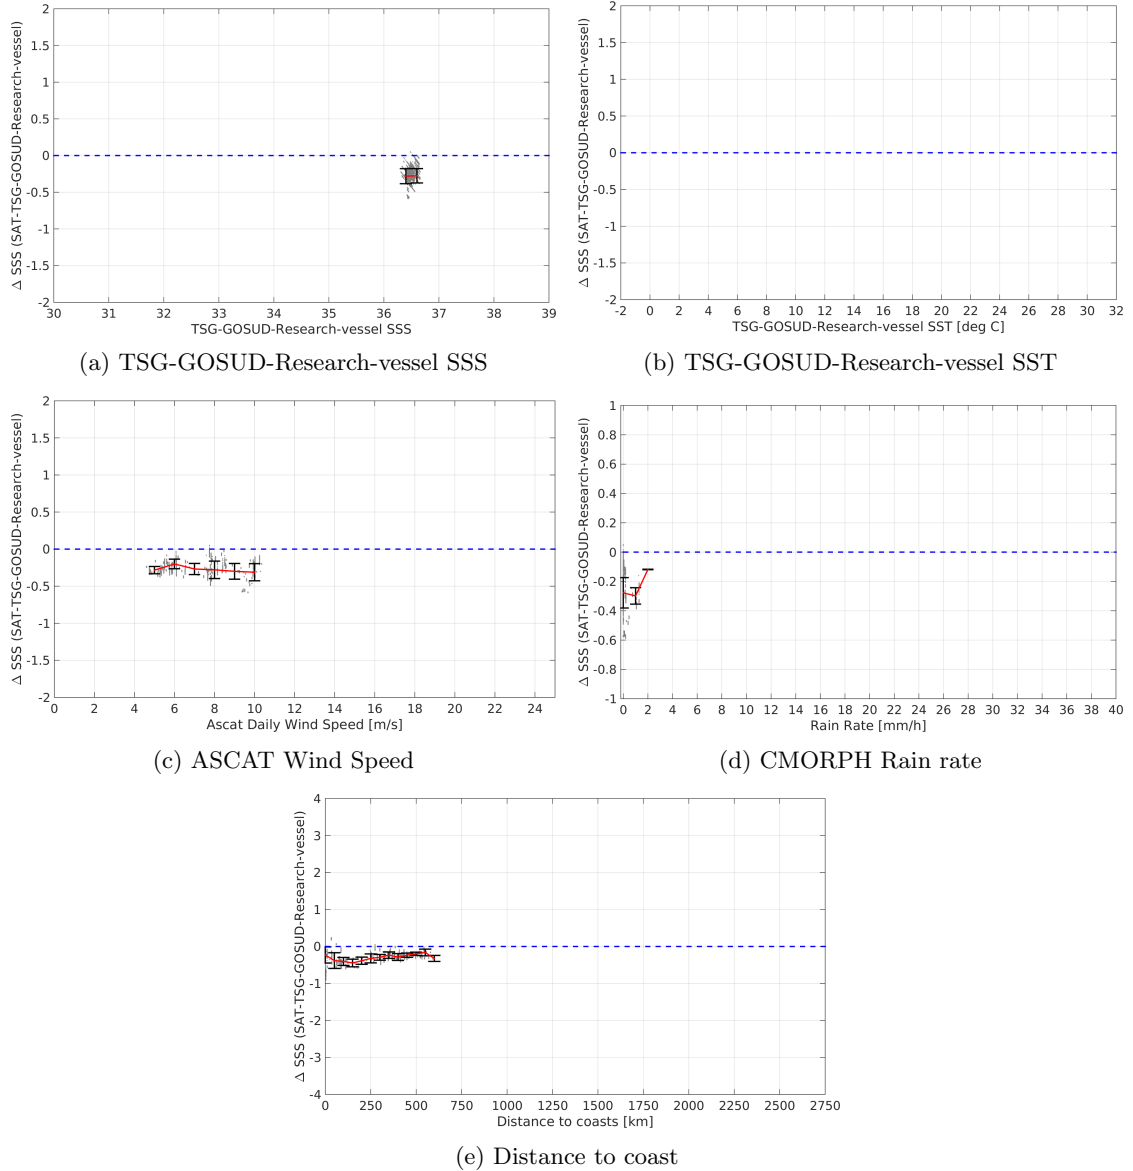 Δ SSS (SAT-TSG-GOSUD-Research-vessel)
2
1.5
1
0.5
0
-0.5
-1
-1.5
-2
30 31 32 33 34 35 36 37 38 39
TSG-GOSUD-Research-vessel SSS
(a) TSG-GOSUD-Research-vessel SSS
Δ SSS (SAT-TSG-GOSUD-Research-vessel)
2
1.5
1
0.5
0
-0.5
-1
-1.5
-2
-2 0 2 4 6 8 10 12 14 16 18 20 22 24 26 28 30 32
TSG-GOSUD-Research-vessel SST [deg C]
(b) TSG-GOSUD-Research-vessel SST
Δ SSS (SAT-TSG-GOSUD-Research-vessel)
2
1.5
1
0.5
0
-0.5
-1
-1.5
-2
0 2 4 6 8 10 12 14 16 18 20 22 24
Ascat Daily Wind Speed [m/s]
(c) ASCAT Wind Speed
Δ SSS (SAT-TSG-GOSUD-Research-vessel)
1
0.8
0.6
0.4
0.2
0
-0.2
-0.4
-0.6
-0.8
-1
0 2 4 6 8 10 12 14 16 18 20 22 24 26 28 30 32 34 36 38 40
Rain Rate [mm/h]
(d) CMORPH Rain rate
Δ SSS (SAT-TSG-GOSUD-Research-vessel)
4
3
2
1
0
-1
-2
-3
-4
0 250 500 750 1000 1250 1500 1750 2000 2250 2500 2750
Distance to coasts [km]
(e) Distance to coast